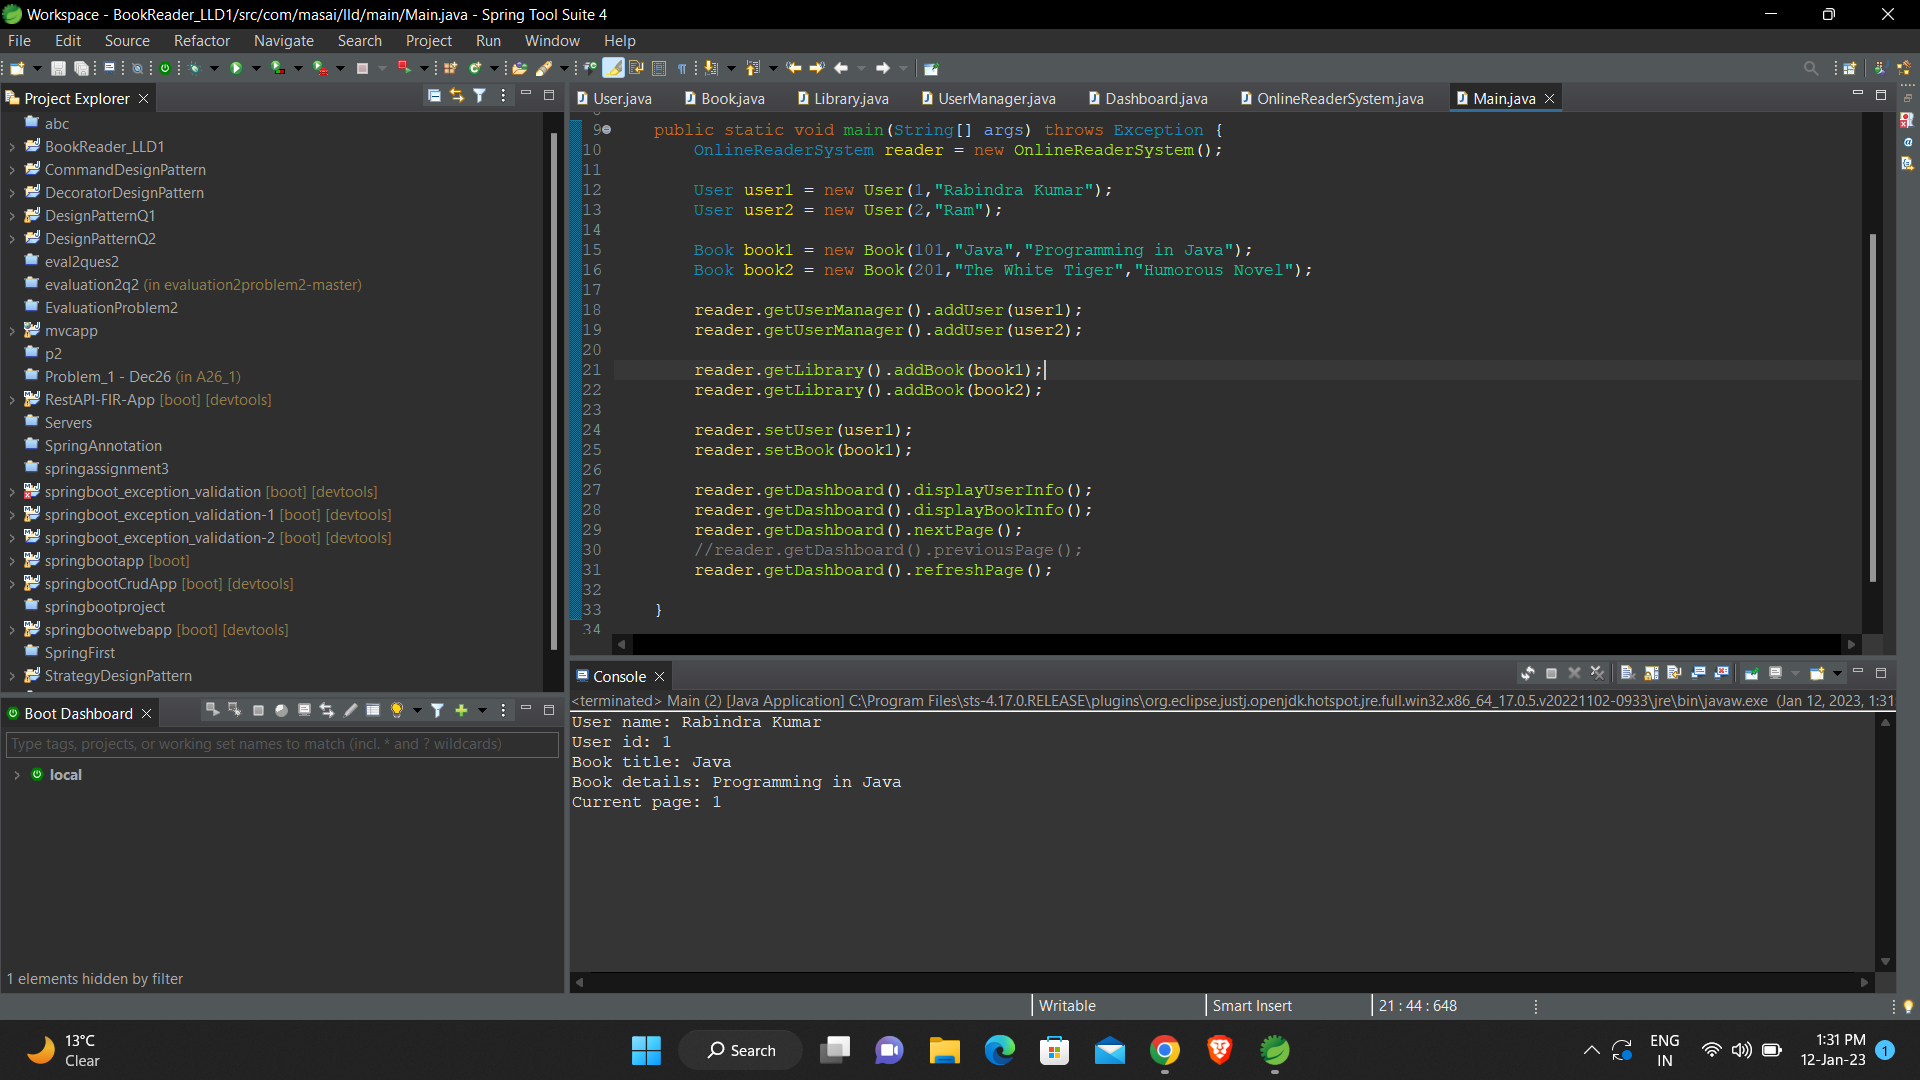 Workspace - BookReader_LLD1/src/com/masai/lld/main/Main.java - Spring Tool Suite 4
File Edit Source Refactor Navigate Search Project Run Window Help
Project Explorer
abc
BookReader_LLD1
CommandDesignPattern
DecoratorDesignPattern
DesignPatternQ1
DesignPatternQ2
eval2ques2
evaluation2q2 (in evaluation2problem2-master)
EvaluationProblem2
mvcapp
p2
Problem_1 - Dec26 (in A26_1)
RestAPI-FIR-App [boot] [devtools]
Servers
SpringAnnotation
springassignment3
springboot_exception_validation [boot] [devtools]
springboot_exception_validation-1 [boot] [devtools]
springboot_exception_validation-2 [boot] [devtools]
springbootapp [boot]
springbootCrudApp [boot] [devtools]
springbootproject
springbootwebapp [boot] [devtools]
SpringFirst
StrategyDesignPattern
Boot Dashboard
Type tags, projects, or working set names to match (incl. * and ? wildcards)
local
1 elements hidden by filter
User.java Book.java Library.java UserManager.java Dashboard.java OnlineReaderSystem.java Main.java
9 public static void main(String[] args) throws Exception {
10 OnlineReaderSystem reader = new OnlineReaderSystem();
11
12 User user1 = new User(1,"Rabindra Kumar");
13 User user2 = new User(2,"Ram");
14
15 Book book1 = new Book(101,"Java","Programming in Java");
16 Book book2 = new Book(201,"The White Tiger","Humorous Novel");
17
18 reader.getUserManager().addUser(user1);
19 reader.getUserManager().addUser(user2);
20
21 reader.getLibrary().addBook(book1);
22 reader.getLibrary().addBook(book2);
23
24 reader.setUser(user1);
25 reader.setBook(book1);
26
27 reader.getDashboard().displayUserInfo();
28 reader.getDashboard().displayBookInfo();
29 reader.getDashboard().nextPage();
30 //reader.getDashboard().previousPage();
31 reader.getDashboard().refreshPage();
32
33 }
34
Console
<terminated> Main (2) [Java Application] C:\Program Files\sts-4.17.0.RELEASE\plugins\org.eclipse.justj.openjdk.hotspot.jre.full.win32.x86_64_17.0.5.v20221102-0933\jre\bin\javaw.exe (Jan 12, 2023, 1:31
User name: Rabindra Kumar
User id: 1
Book title: Java
Book details: Programming in Java
Current page: 1
Writable Smart Insert 21 : 44 : 648
13°C
Clear
Search
ENG
IN
1:31 PM
12-Jan-23
1